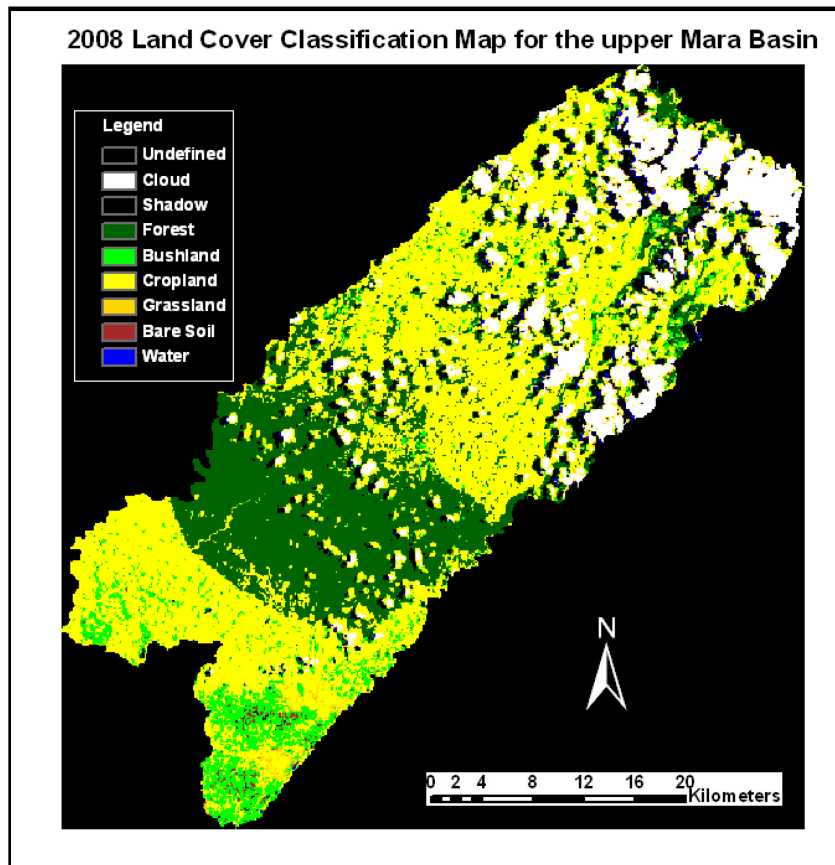 2008 Land Cover Classification Map for the upper Mara Basin
Legend
Undefined
Cloud
Shadow
Forest
Bushland
Cropland
Grassland
Bare Soil
Water
N
0 2 4 8 12 16 20
Kilometers